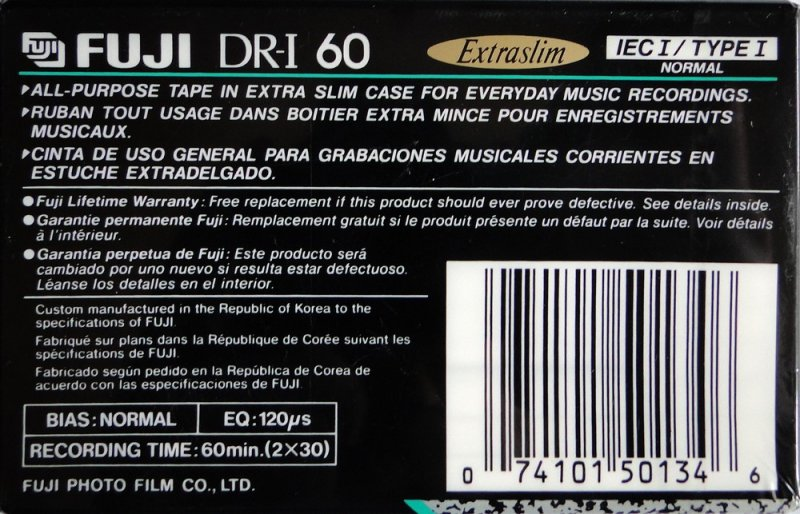 FUJI FUJI DR-I 60 Extraslim IEC I / TYPE I
NORMAL
▸ALL-PURPOSE TAPE IN EXTRA SLIM CASE FOR EVERYDAY MUSIC RECORDINGS.
▸RUBAN TOUT USAGE DANS BOITIER EXTRA MINCE POUR ENREGISTREMENTS
MUSICAUX.
▸CINTA DE USO GENERAL PARA GRABACIONES MUSICALES CORRIENTES EN
ESTUCHE EXTRADELGADO.
●Fuji Lifetime Warranty: Free replacement if this product should ever prove defective. See details inside.
●Garantie permanente Fuji: Remplacement gratuit si le produit présente un défaut par la suite. Voir détails
à l'intérieur.
●Garantia perpetua de Fuji: Este producto será
cambiado por uno nuevo si resulta estar defectuoso.
Léanse los detalles en el interior.
Custom manufactured in the Republic of Korea to the
specifications of FUJI.
Fabriqué sur plans dans la République de Corée suivant les
spécifications de FUJI.
Fabricado según pedido en la República de Corea de
acuerdo con las especificaciones de FUJI.
BIAS: NORMAL EQ: 120μs
RECORDING TIME: 60min. (2×30)
0 74101 50134 6
FUJI PHOTO FILM CO., LTD.